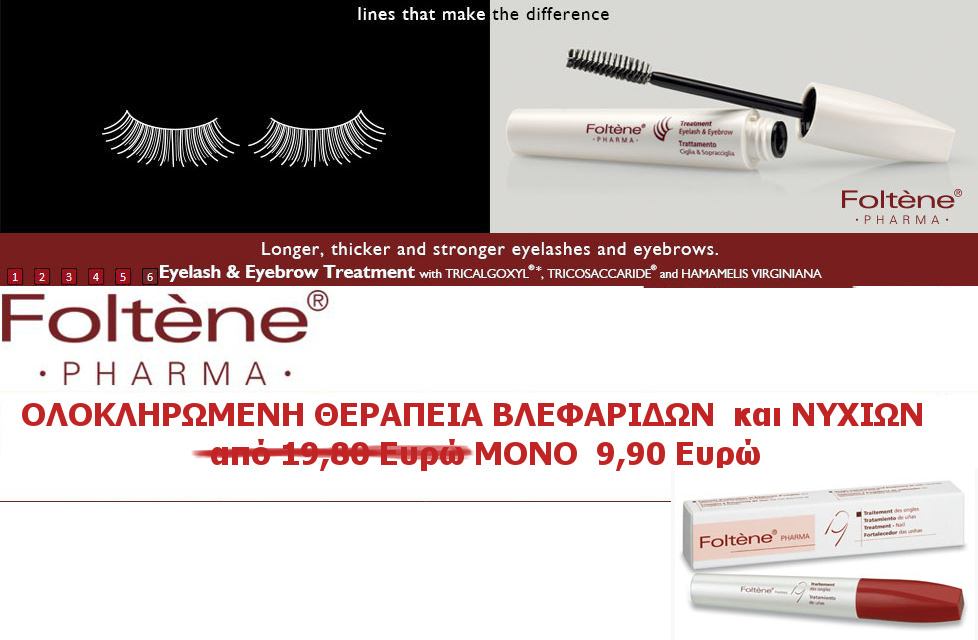 lines that make the difference
Foltène®
· PHARMA ·
Treatment
Eyelash & Eyebrow
Trattamento
Ciglia & Sopracciglia
Foltène®
· PHARMA ·
Longer, thicker and stronger eyelashes and eyebrows.
1 2 3 4 5 6 Eyelash & Eyebrow Treatment with TRICALGOXYL®*, TRICOSACCARIDE® and HAMAMELIS VIRGINIANA
Foltène®
· PHARMA ·
ΟΛΟΚΛΗΡΩΜΕΝΗ ΘΕΡΑΠΕΙΑ ΒΛΕΦΑΡΙΔΩΝ και ΝΥΧΙΩΝ
από 19,80 Ευρώ ΜΟΝΟ 9,90 Ευρώ
Foltène® PHARMA
Traitement des ongles
Tratamiento de uñas
Treatment - Nail
Fortalecedor das unhas
Foltène®
Traitement
des ongles
Tratamiento
de uñas